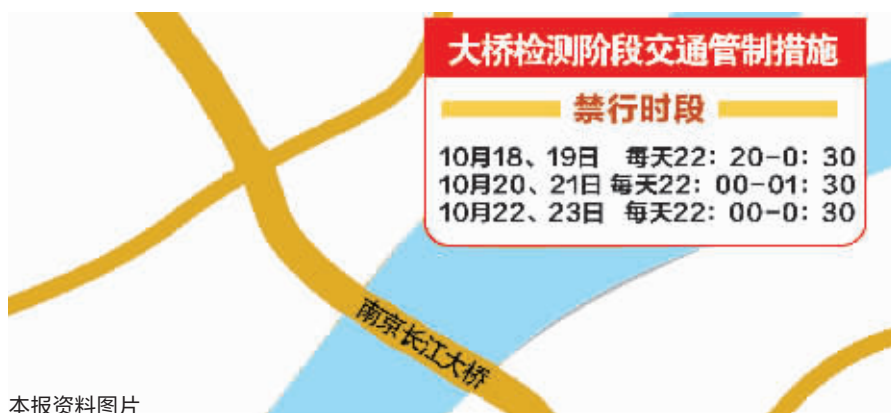 大桥检测阶段交通管制措施
禁行时段
10月18、19日 每天22：20-0：30
10月20、21日 每天22：00-01：30
10月22、23日 每天22：00-0：30
南京长江大桥
本报资料图片